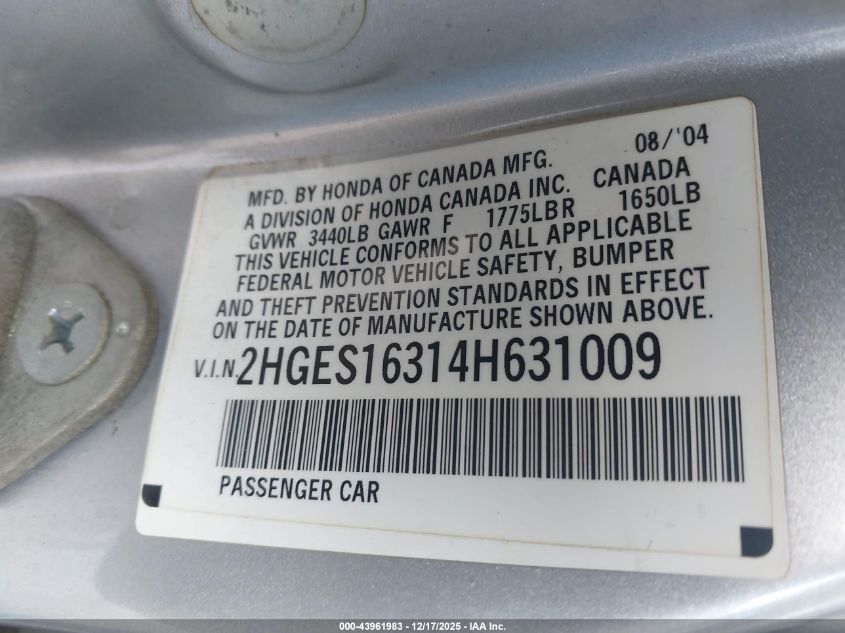 08/'04
MFD. BY HONDA OF CANADA MFG.
A DIVISION OF HONDA CANADA INC. CANADA
GVWR 3440LB GAWR F 1775LB R 1650LB
THIS VEHICLE CONFORMS TO ALL APPLICABLE
FEDERAL MOTOR VEHICLE SAFETY, BUMPER
AND THEFT PREVENTION STANDARDS IN EFFECT
ON THE DATE OF MANUFACTURE SHOWN ABOVE.
V.I.N. 2HGES16314H631009
PASSENGER CAR
000-43961983 - 12/17/2025 - IAA Inc.